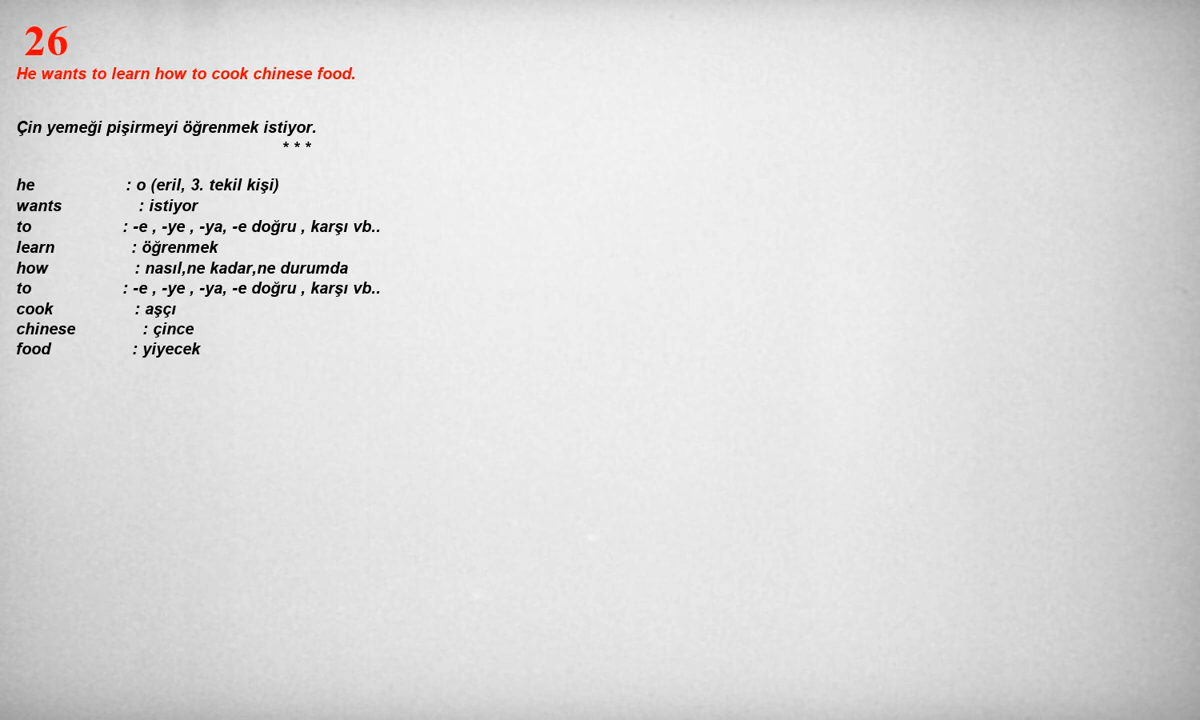 26
He wants to learn how to cook chinese food.
Çin yemeği pişirmeyi öğrenmek istiyor.
* * *
he : o (eril, 3. tekil kişi)
wants : istiyor
to : -e , -ye , -ya, -e doğru , karşı vb..
learn : öğrenmek
how : nasıl,ne kadar,ne durumda
to : -e , -ye , -ya, -e doğru , karşı vb..
cook : aşçı
chinese : çince
food : yiyecek